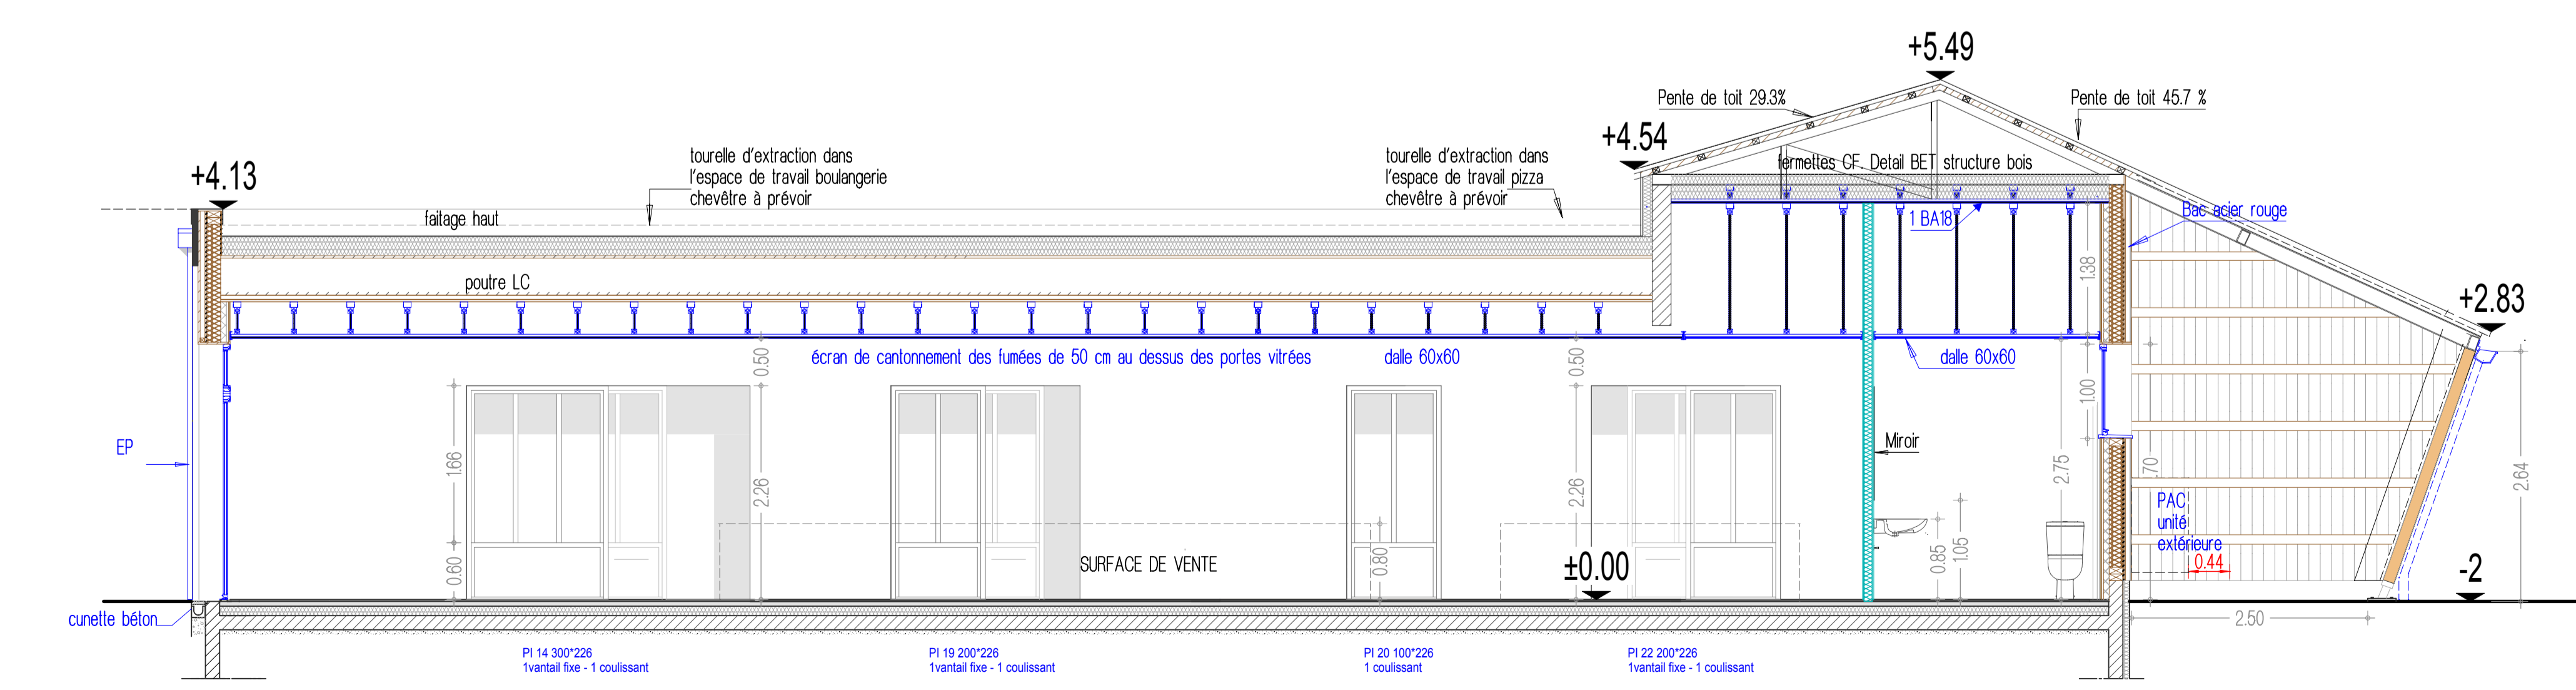 +5.49
Pente de toit 29.3%
Pente de toit 45.7 %
+4.54
+4.13
tourelle d'extraction dans
l'espace de travail boulangerie
chevêtre à prévoir
tourelle d'extraction dans
l'espace de travail pizza
chevêtre à prévoir
fermettes CF. Detail BET structure bois
faitage haut
1 BA18
Bac acier rouge
poutre LC
1.38
+2.83
écran de cantonnement des fumées de 50 cm au dessus des portes vitrées
dalle 60x60
dalle 60x60
0.50
0.50
1.00
EP
Miroir
1.66
2.26
2.26
2.75
.70
2.64
PAC
unité
extérieure
0.44
0.60
SURFACE DE VENTE
0.80
±0.00
0.85
1.05
-2
cunette béton
2.50
PI 14 300*226
1vantail fixe - 1 coulissant
PI 19 200*226
1vantail fixe - 1 coulissant
PI 20 100*226
1 coulissant
PI 22 200*226
1vantail fixe - 1 coulissant